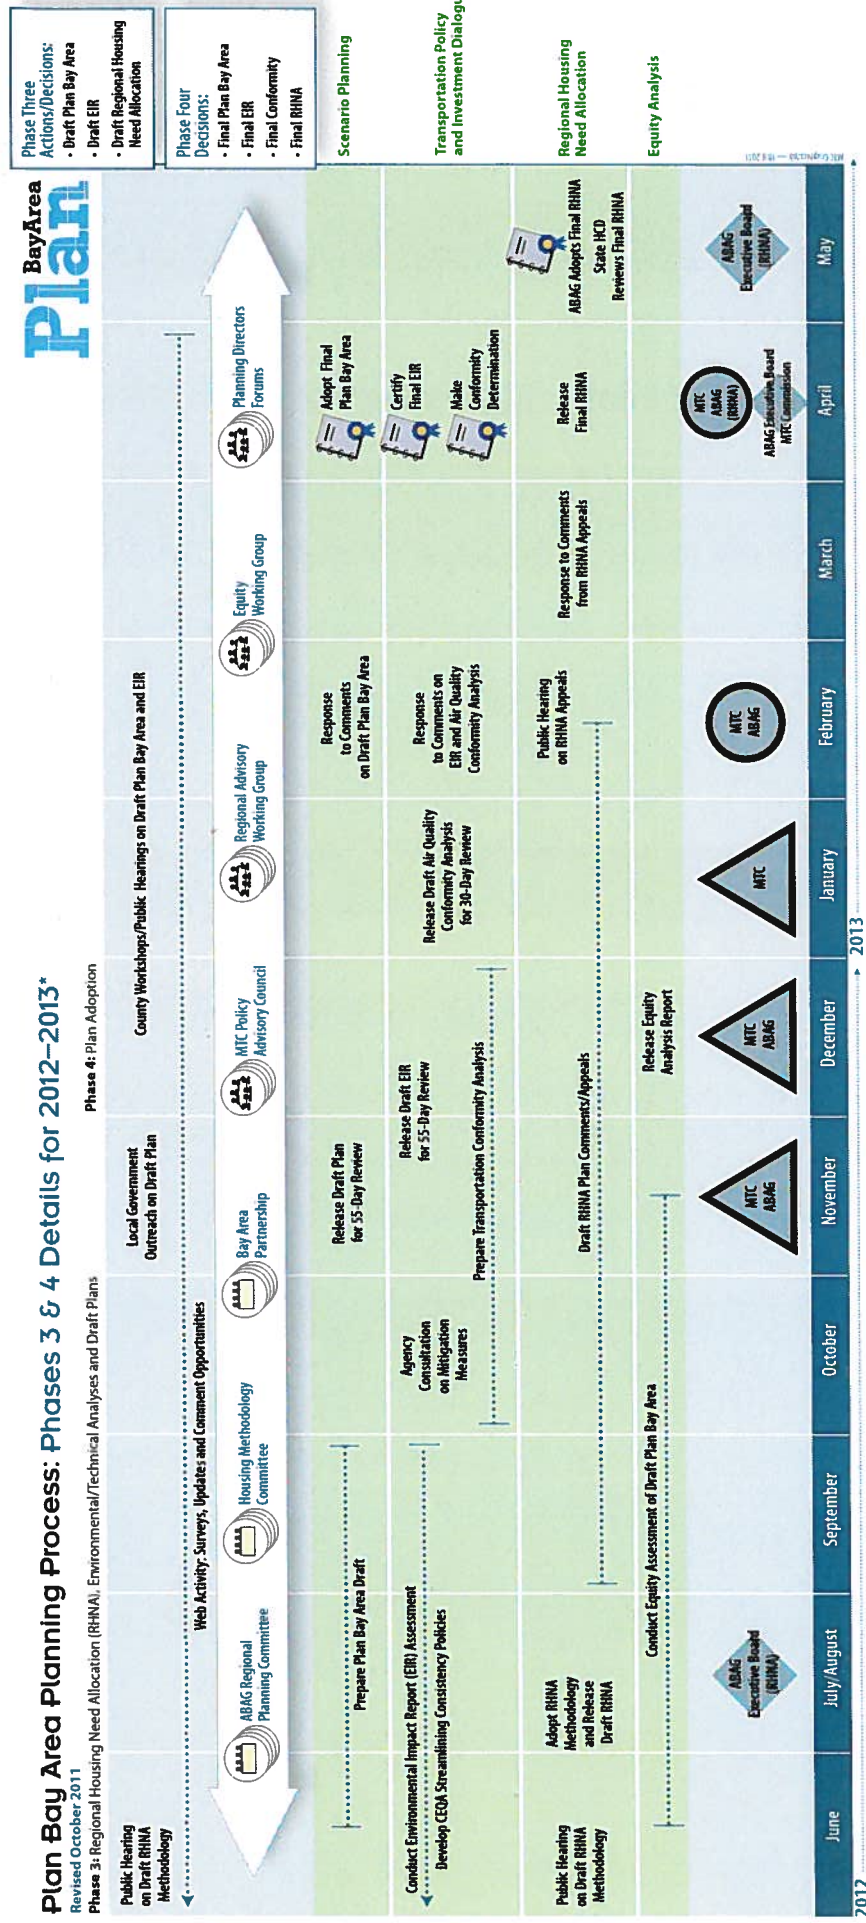 Plan Bay Area Planning Process: Phases 3 & 4 Details for 2012–2013*
Revised October 2011
Phase 3: Regional Housing Need Allocation (RHNA), Environmental/Technical Analyses and Draft Plans
Phase 4: Plan Adoption
BayArea
Plan
Phase Three
Actions/Decisions:
• Draft Plan Bay Area
• Draft EIR
• Draft Regional Housing
Need Allocation
Phase Four
Decisions:
• Final Plan Bay Area
• Final EIR
• Final Conformity
• Final RHNA
Public Hearing
on Draft RHNA
Methodology
Local Government
Outreach on Draft Plan
County Workshops/Public Hearings on Draft Plan Bay Area and EIR
Web Activity: Surveys, Updates and Comment Opportunities
ABAG Regional
Planning Committee
Housing Methodology
Committee
Bay Area
Partnership
MTC Policy
Advisory Council
Regional Advisory
Working Group
Equity
Working Group
Planning Directors
Forums
Scenario Planning
Prepare Plan Bay Area Draft
Release Draft Plan
for 55-Day Review
Response
to Comments
on Draft Plan Bay Area
Adopt Final
Plan Bay Area
Transportation Policy
and Investment Dialogu
Conduct Environmental Impact Report (EIR) Assessment
Develop CEQA Streamlining Consistency Policies
Agency
Consultation
on Mitigation
Measures
Release Draft EIR
for 55-Day Review
Prepare Transportation Conformity Analysis
Release Draft Air Quality
Conformity Analysis
for 30-Day Review
Response
to Comments on
EIR and Air Quality
Conformity Analysis
Certify
Final EIR
Make
Conformity
Determination
Regional Housing
Need Allocation
Public Hearing
on Draft RHNA
Methodology
Adopt RHNA
Methodology
and Release
Draft RHNA
Draft RHNA Plan Comments/Appeals
Public Hearing
on RHNA Appeals
Response to Comments
from RHNA Appeals
Release
Final RHNA
ABAG Adopts Final RHNA
State HCD
Reviews Final RHNA
Equity Analysis
Conduct Equity Assessment of Draft Plan Bay Area
Release Equity
Analysis Report
ABAG
Executive Board
(RHNA)
MTC
ABAG
MTC
ABAG
MTC
MTC
ABAG
MTC
ABAG
(RHNA)
ABAG Executive Board
MTC Commission
ABAG
Executive Board
(RHNA)
June
July/August
September
October
November
December
January
February
March
April
May
2012
2013